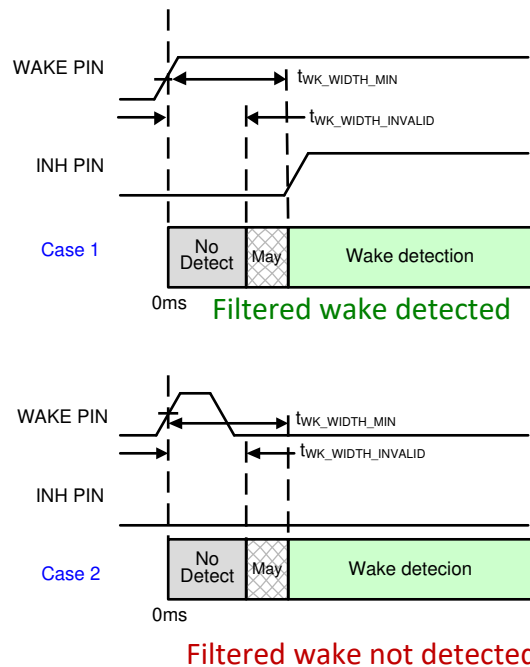 WAKE PIN
tWK_WIDTH_MIN
tWK_WIDTH_INVALID
INH PIN
Case 1
No
Detect
May
Wake detection
0ms
Filtered wake detected
WAKE PIN
tWK_WIDTH_MIN
tWK_WIDTH_INVALID
INH PIN
Case 2
No
Detect
May
Wake detecion
0ms
Filtered wake not detected